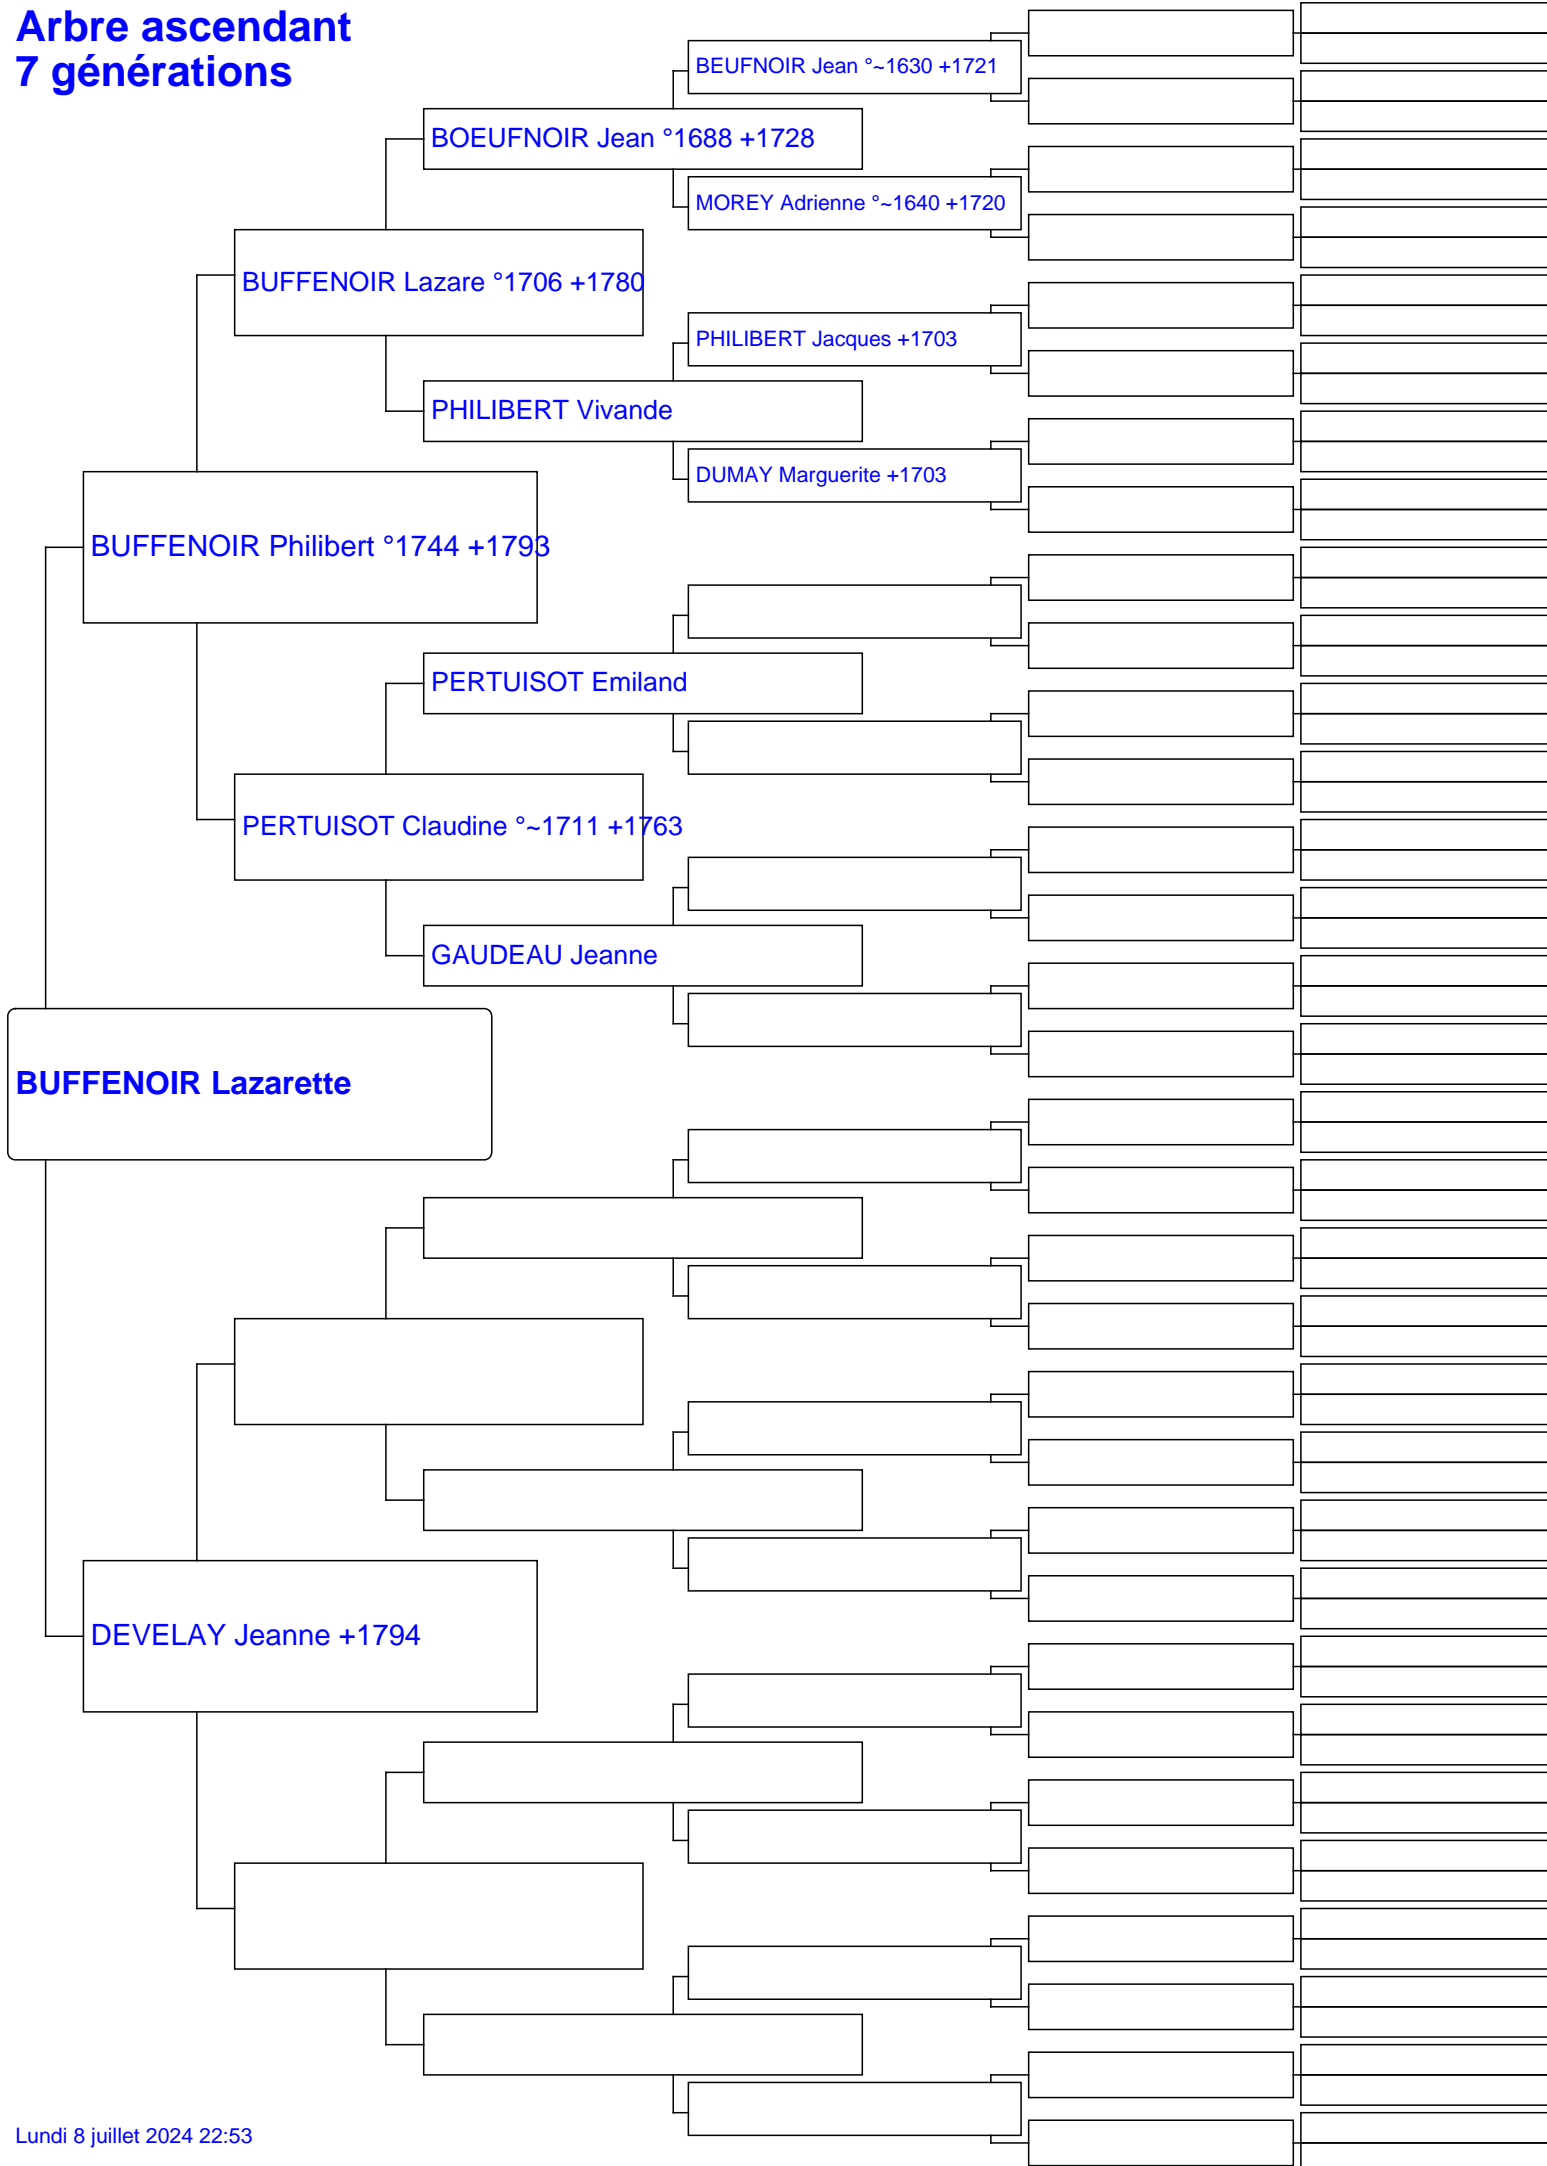 Arbre ascendant
7 générations
BEUFNOIR Jean °~1630 +1721
BOEUFNOIR Jean °1688 +1728
MOREY Adrienne °~1640 +1720
BUFFENOIR Lazare °1706 +1780
PHILIBERT Jacques +1703
PHILIBERT Vivande
DUMAY Marguerite +1703
BUFFENOIR Philibert °1744 +1793
PERTUISOT Emiland
PERTUISOT Claudine °~1711 +1763
GAUDEAU Jeanne
BUFFENOIR Lazarette
DEVELAY Jeanne +1794
Lundi 8 juillet 2024 22:53